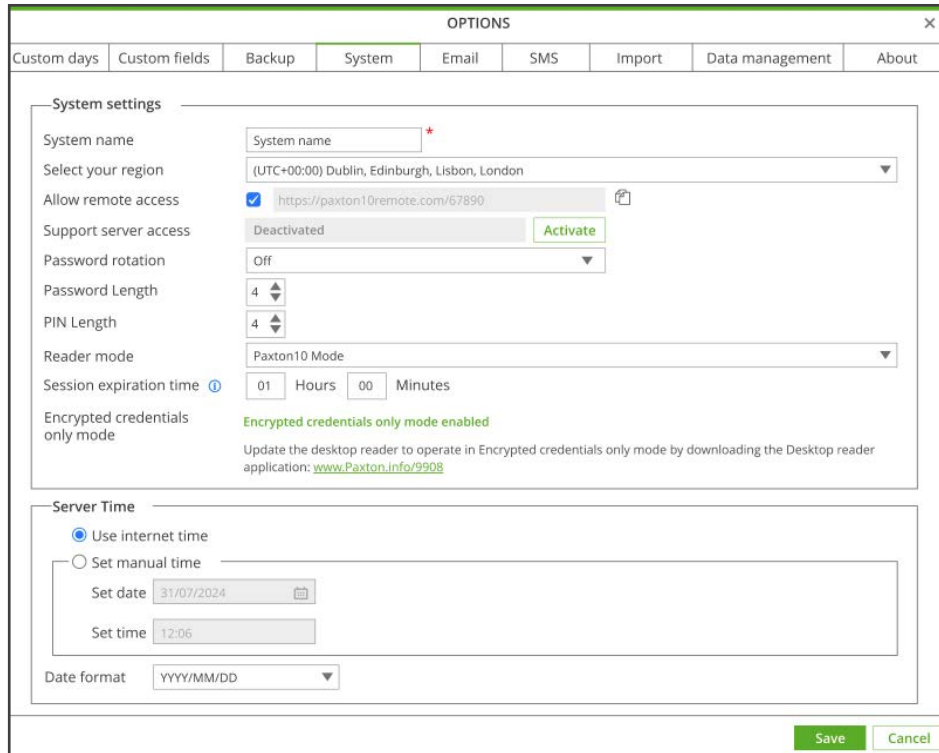 OPTIONS
Custom days Custom fields Backup System Email SMS Import Data management About
System settings
System name System name *
Select your region (UTC+00:00) Dublin, Edinburgh, Lisbon, London
Allow remote access https://paxton10remote.com/67890
Support server access Deactivated Activate
Password rotation Off
Password Length 4
PIN Length 4
Reader mode Paxton10 Mode
Session expiration time 01 Hours 00 Minutes
Encrypted credentials only mode Encrypted credentials only mode enabled
Update the desktop reader to operate in Encrypted credentials only mode by downloading the Desktop reader
application: www.Paxton.info/9908
Server Time
Use internet time
Set manual time
Set date 31/07/2024
Set time 12:06
Date format YYYY/MM/DD
Save Cancel